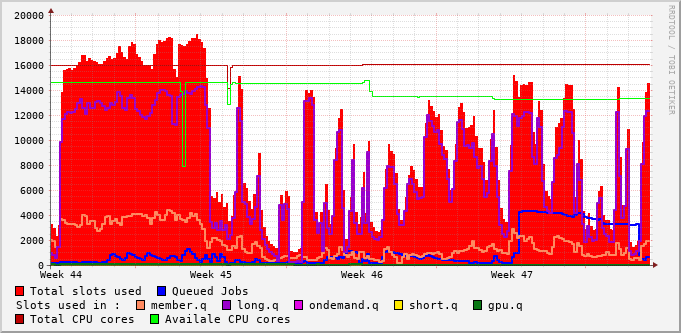 RRDTOOL / TOBI OETIKER
20000
18000
16000
14000
12000
10000
8000
6000
4000
2000
0
Week 44 Week 45 Week 46 Week 47
Total slots used Queued Jobs
Slots used in : member.q long.q ondemand.q short.q gpu.q
Total CPU cores Availale CPU cores